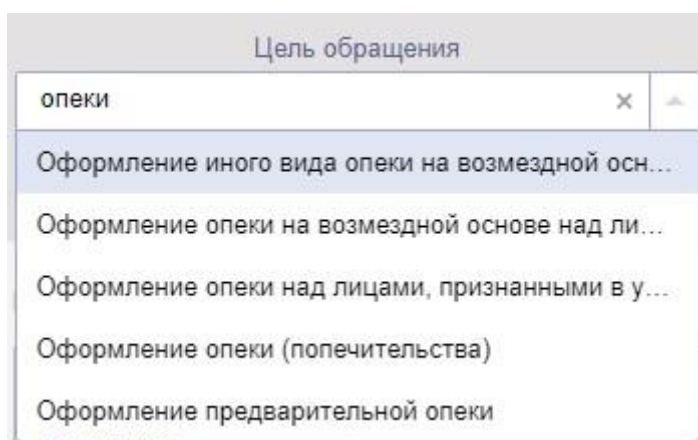 Цель обращения
опеки
Оформление иного вида опеки на возмездной осн...
Оформление опеки на возмездной основе над ли...
Оформление опеки над лицами, признанными в у...
Оформление опеки (попечительства)
Оформление предварительной опеки